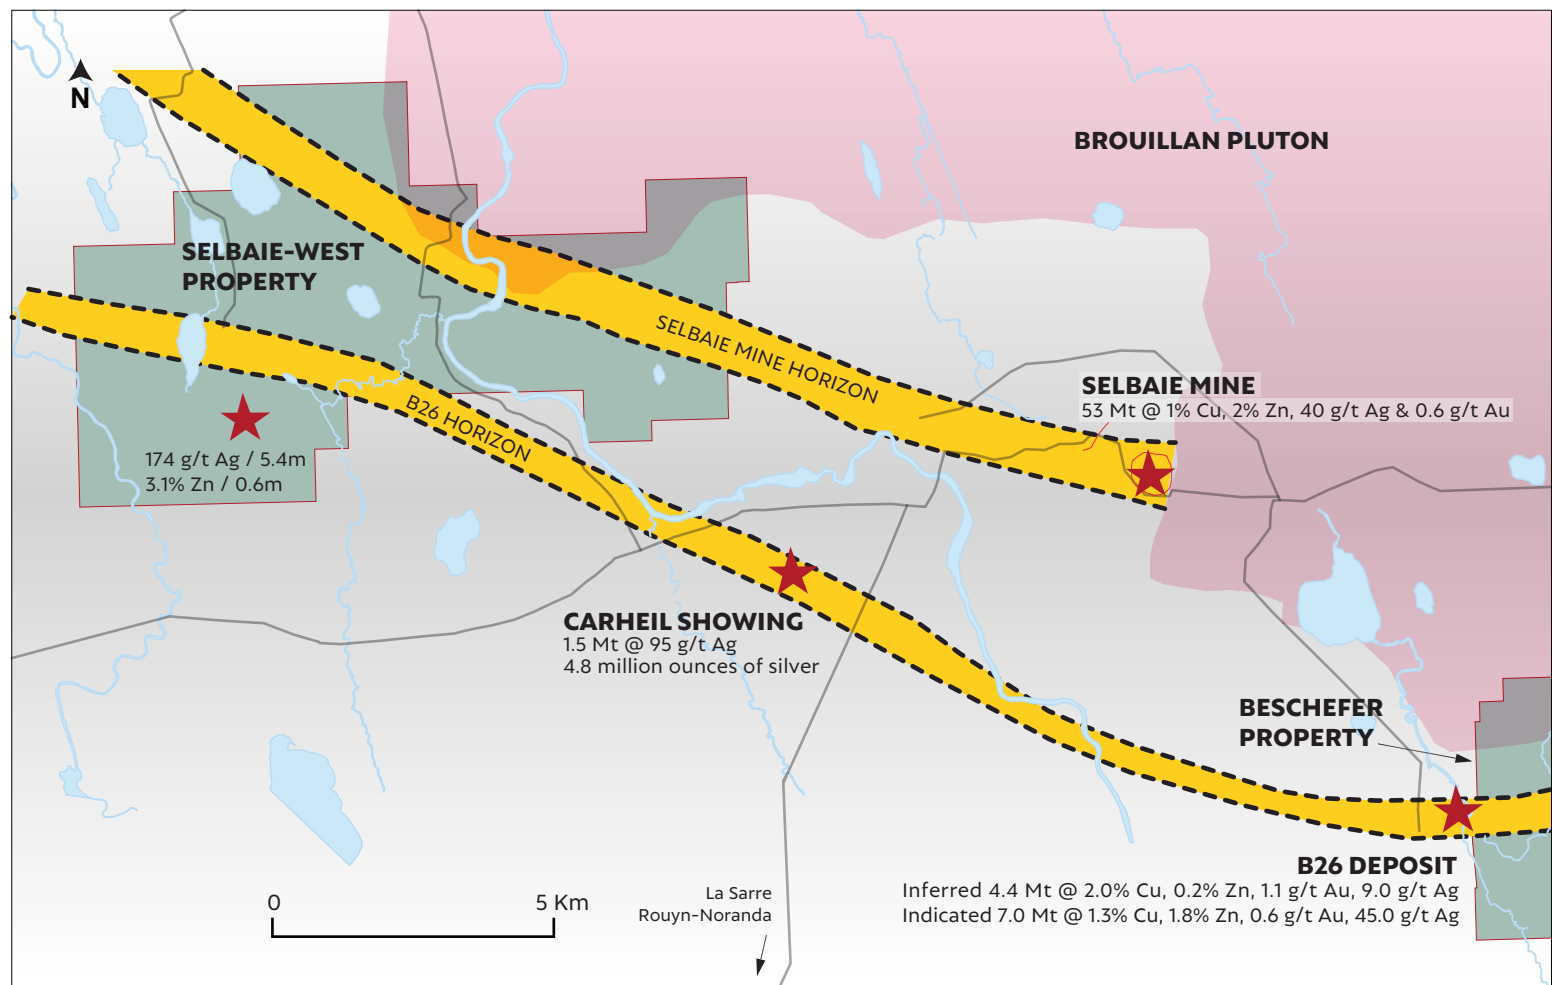 N
BROUILLAN PLUTON
SELBAIE-WEST
PROPERTY
SELBAIE MINE HORIZON
SELBAIE MINE
53 Mt @ 1% Cu, 2% Zn, 40 g/t Ag & 0.6 g/t Au
B26 HORIZON
174 g/t Ag / 5.4m
3.1% Zn / 0.6m
CARHEIL SHOWING
1.5 Mt @ 95 g/t Ag
4.8 million ounces of silver
BESCHEFER
PROPERTY
B26 DEPOSIT
Inferred 4.4 Mt @ 2.0% Cu, 0.2% Zn, 1.1 g/t Au, 9.0 g/t Ag
Indicated 7.0 Mt @ 1.3% Cu, 1.8% Zn, 0.6 g/t Au, 45.0 g/t Ag
0 5 Km
La Sarre
Rouyn-Noranda